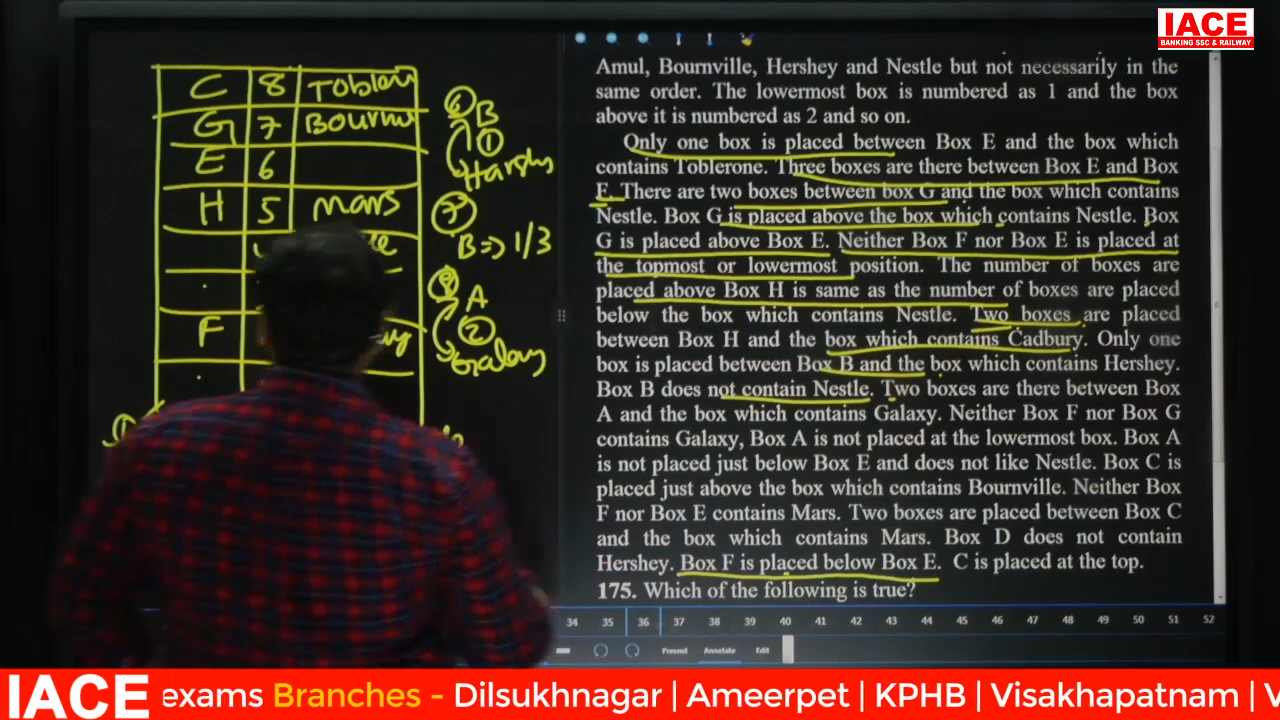 IACE
BANKING SSC & RAILWAY
C 8
G 7
E 6
H 5 Mars
F
6 B
1
7
B => 1/3
A
2
Amul, Bournville, Hershey and Nestle but not necessarily in the
same order. The lowermost box is numbered as 1 and the box
above it is numbered as 2 and so on.
Only one box is placed between Box E and the box which
contains Toblerone. Three boxes are there between Box E and Box
F. There are two boxes between box G and the box which contains
Nestle. Box G is placed above the box which contains Nestle. Box
G is placed above Box E. Neither Box F nor Box E is placed at
the topmost or lowermost position. The number of boxes are
placed above Box H is same as the number of boxes are placed
below the box which contains Nestle. Two boxes are placed
between Box H and the box which contains Cadbury. Only one
box is placed between Box B and the box which contains Hershey.
Box B does not contain Nestle. Two boxes are there between Box
A and the box which contains Galaxy. Neither Box F nor Box G
contains Galaxy, Box A is not placed at the lowermost box. Box A
is not placed just below Box E and does not like Nestle. Box C is
placed just above the box which contains Bournville. Neither Box
F nor Box E contains Mars. Two boxes are placed between Box C
and the box which contains Mars. Box D does not contain
Hershey. Box F is placed below Box E. C is placed at the top.
175. Which of the following is true?
34 35 36 37 38 39 40 41 42 43 44 45 46 47 48 49 50 51 52
Present Annotate Edit
IACE exams Branches - Dilsukhnagar | Ameerpet | KPHB | Visakhapatnam |